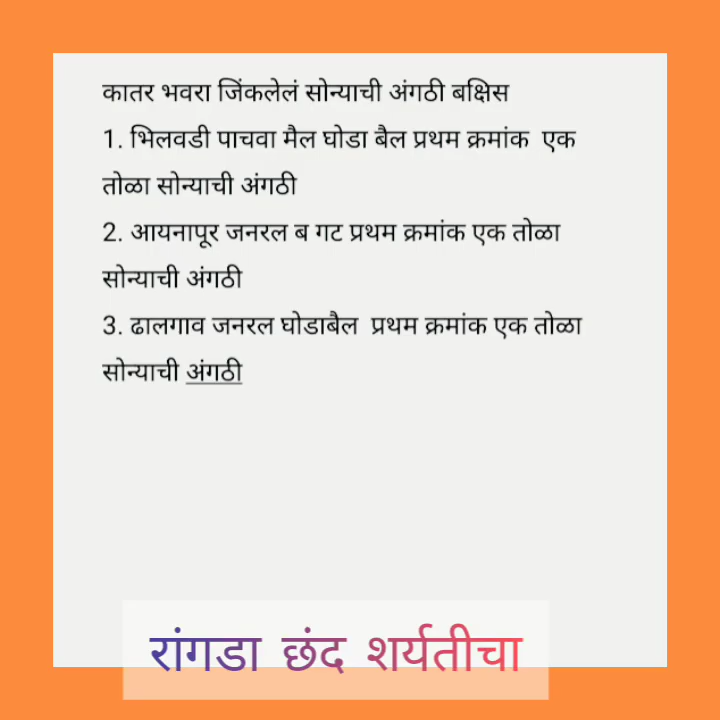 कातर भवरा जिंकलेलं सोन्याची अंगठी बक्षिस
1. भिलवडी पाचवा मैल घोडा बैल प्रथम क्रमांक  एक
तोळा सोन्याची अंगठी
2. आयनापूर जनरल ब गट प्रथम क्रमांक एक तोळा
सोन्याची अंगठी
3. ढालगाव जनरल घोडाबैल  प्रथम क्रमांक एक तोळा
सोन्याची अंगठी
रांगडा छंद शर्यतीचा